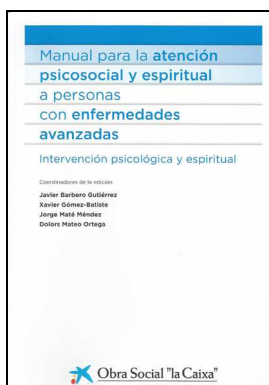 Manual para la atención
psicosocial y espiritual
a personas
con enfermedades
avanzadas
Intervención psicológica y espiritual
Coordinadores de la edición
Javier Barbero Gutiérrez
Xavier Gómez-Batiste
Jorge Maté Méndez
Dolors Mateo Ortega
Obra Social "la Caixa"